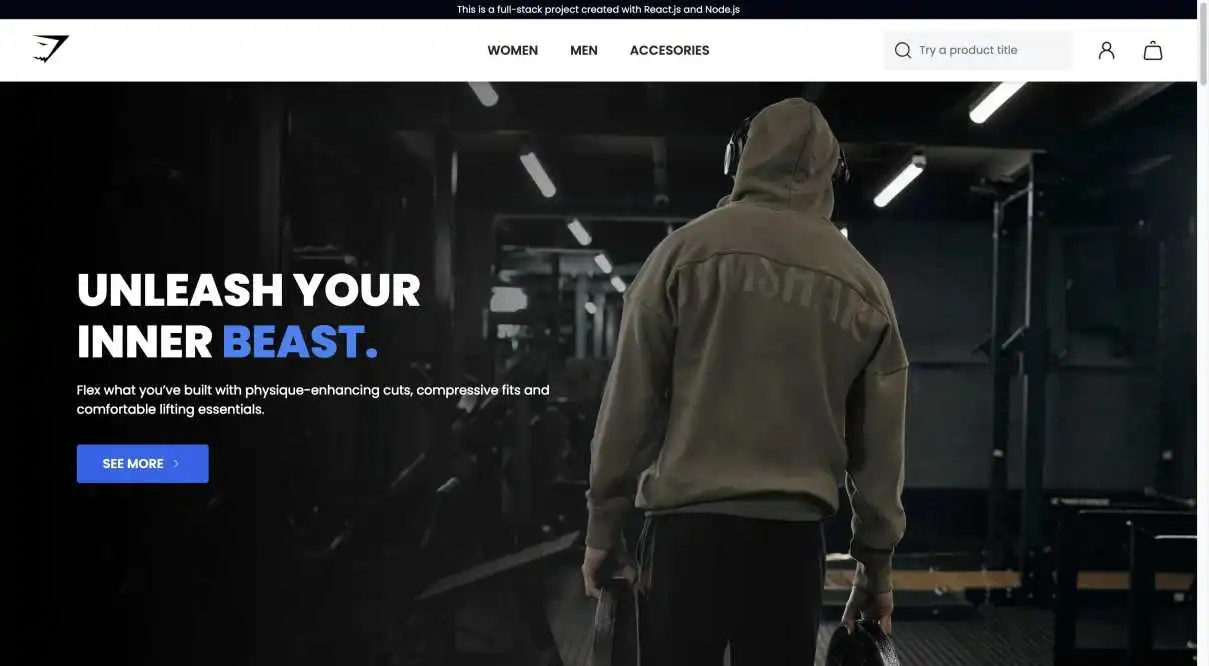 This is a full-stack project created with React.js and Node.js
WOMEN MEN ACCESORIES Try a product title
UNLEASH YOUR
INNER BEAST.
Flex what you’ve built with physique-enhancing cuts, compressive fits and
comfortable lifting essentials.
SEE MORE